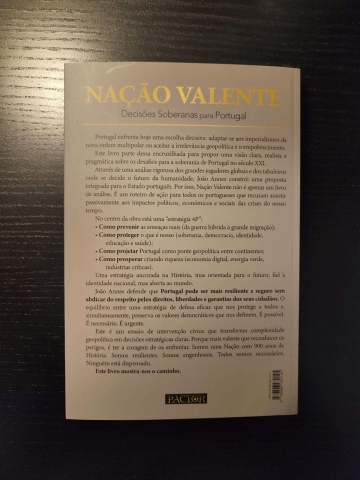 NAÇÃO VALENTE
Decisões Soberanas para Portugal
Portugal enfrenta hoje uma escolha decisiva: adaptar-se aos imperialismos da
nova ordem multipolar ou aceitar a irrelevância geopolítica e o empobrecimento.
Este livro parte dessa encruzilhada para propor uma visão clara, realista e
pragmática sobre os desafios para a soberania de Portugal no século XXI.
Através de uma análise rigorosa dos grandes jogadores globais e dos tabuleiros
onde se decide o futuro da humanidade, João Annes construiu uma proposta
integrada para o Estado português. Por isso, Nação Valente não é apenas um livro
de análise. É um roteiro de ação para todos os portugueses que recusam assistir
passivamente aos impactos políticos, económicos e sociais das crises do nosso
tempo.
No centro da obra está uma "estratégia 4P":
• Como prevenir as ameaças reais (da guerra híbrida à grande migração);
• Como proteger o que é nosso (soberania, democracia, identidade,
educação e saúde);
• Como projetar Portugal como ponte geopolítica entre continentes;
• Como prosperar criando riqueza (economia digital, energia verde,
indústrias críticas).
Uma estratégia ancorada na História, mas orientada para o futuro; fiel à
identidade nacional, mas aberta ao mundo.
João Annes defende que Portugal pode ser mais resiliente e seguro sem
abdicar do respeito pelos direitos, liberdades e garantias dos seus cidadãos. O
equilíbrio entre uma estratégia de defesa eficaz que nos protege a todos e,
simultaneamente, preserva os valores democráticos que nos definem. É possível.
É necessário. É urgente.
Este é um ensaio de intervenção cívica que transforma complexidade
geopolítica em decisões estratégicas claras. Porque mais valente que reconhecer os
perigos, é ter a coragem de os enfrentar. Somos uma Nação com 900 anos de
História. Somos resilientes. Somos engenhosos. Todos somos necessários.
Ninguém está dispensado.
Este livro mostra-nos o caminho.
PACTOR